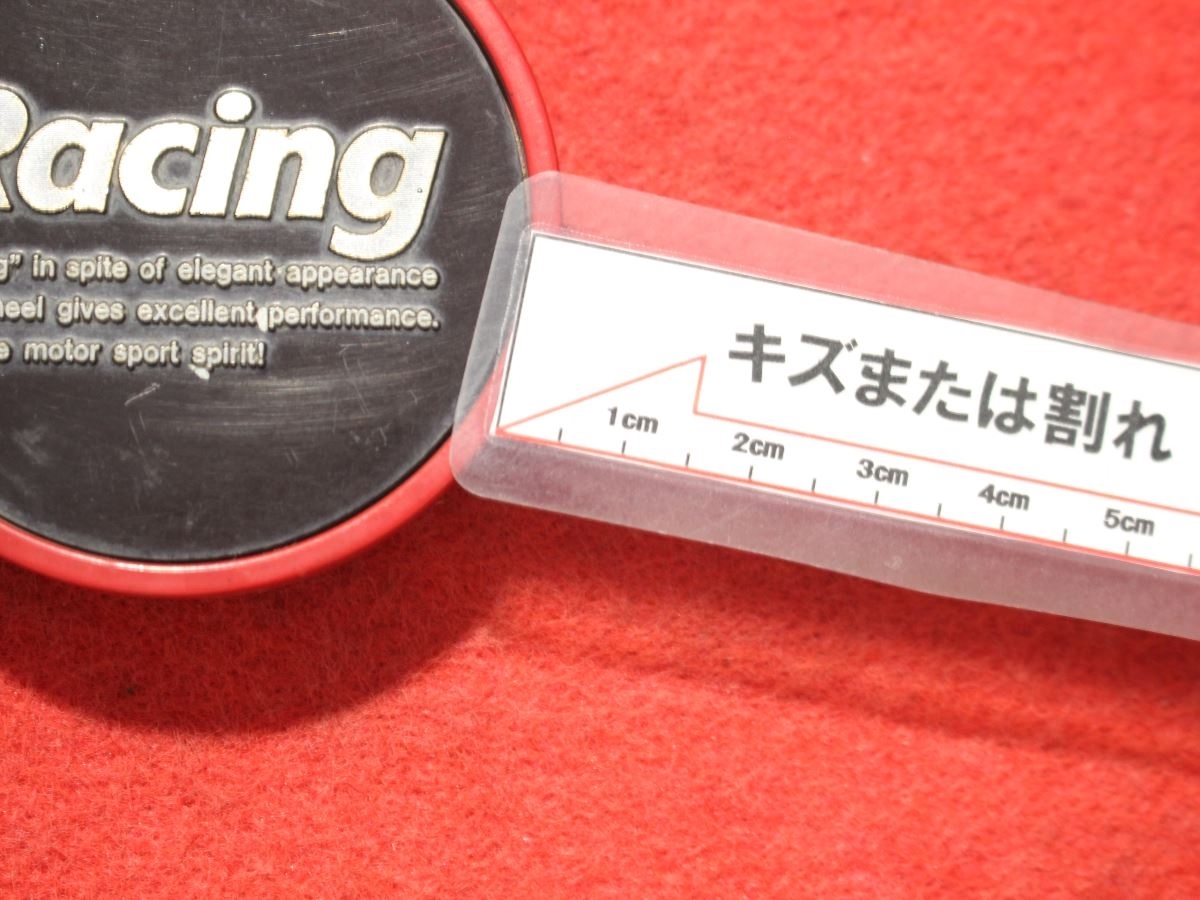 Racing
g" in spite of elegant appearance
heel gives excellent performance.
e motor sport spirit!
キズまたは割れ
1cm 2cm 3cm 4cm 5cm